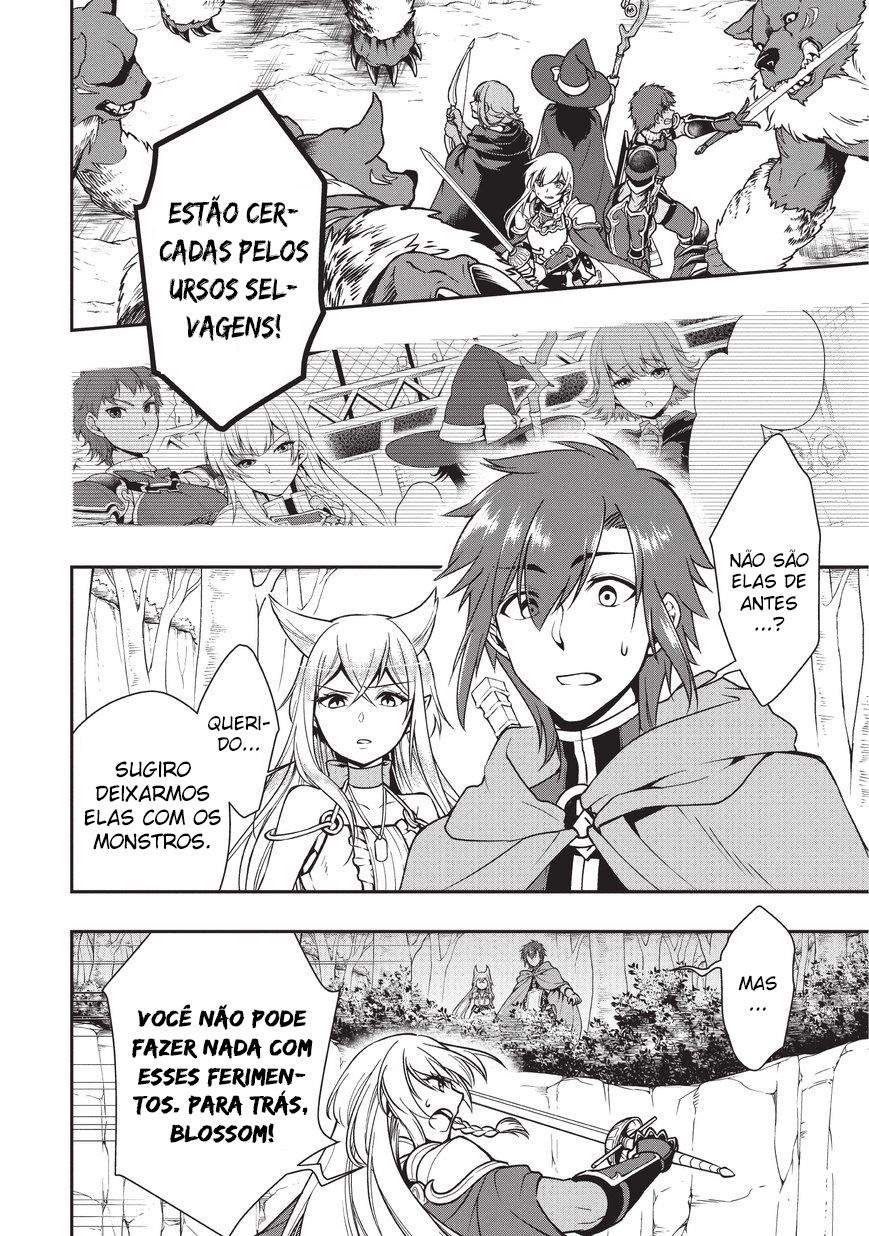 ESTÃO CER-
CADAS PELOS
URSOS SEL-
VAGENS!
NÃO SÃO
ELAS DE
ANTES
...?
QUERI-
DO...
SUGIRO
DEIXARMOS
ELAS COM OS
MONSTROS.
MAS
...
VOCÊ NÃO PODE
FAZER NADA COM
ESSES FERIMEN-
TOS. PARA TRÁS,
BLOSSOM!